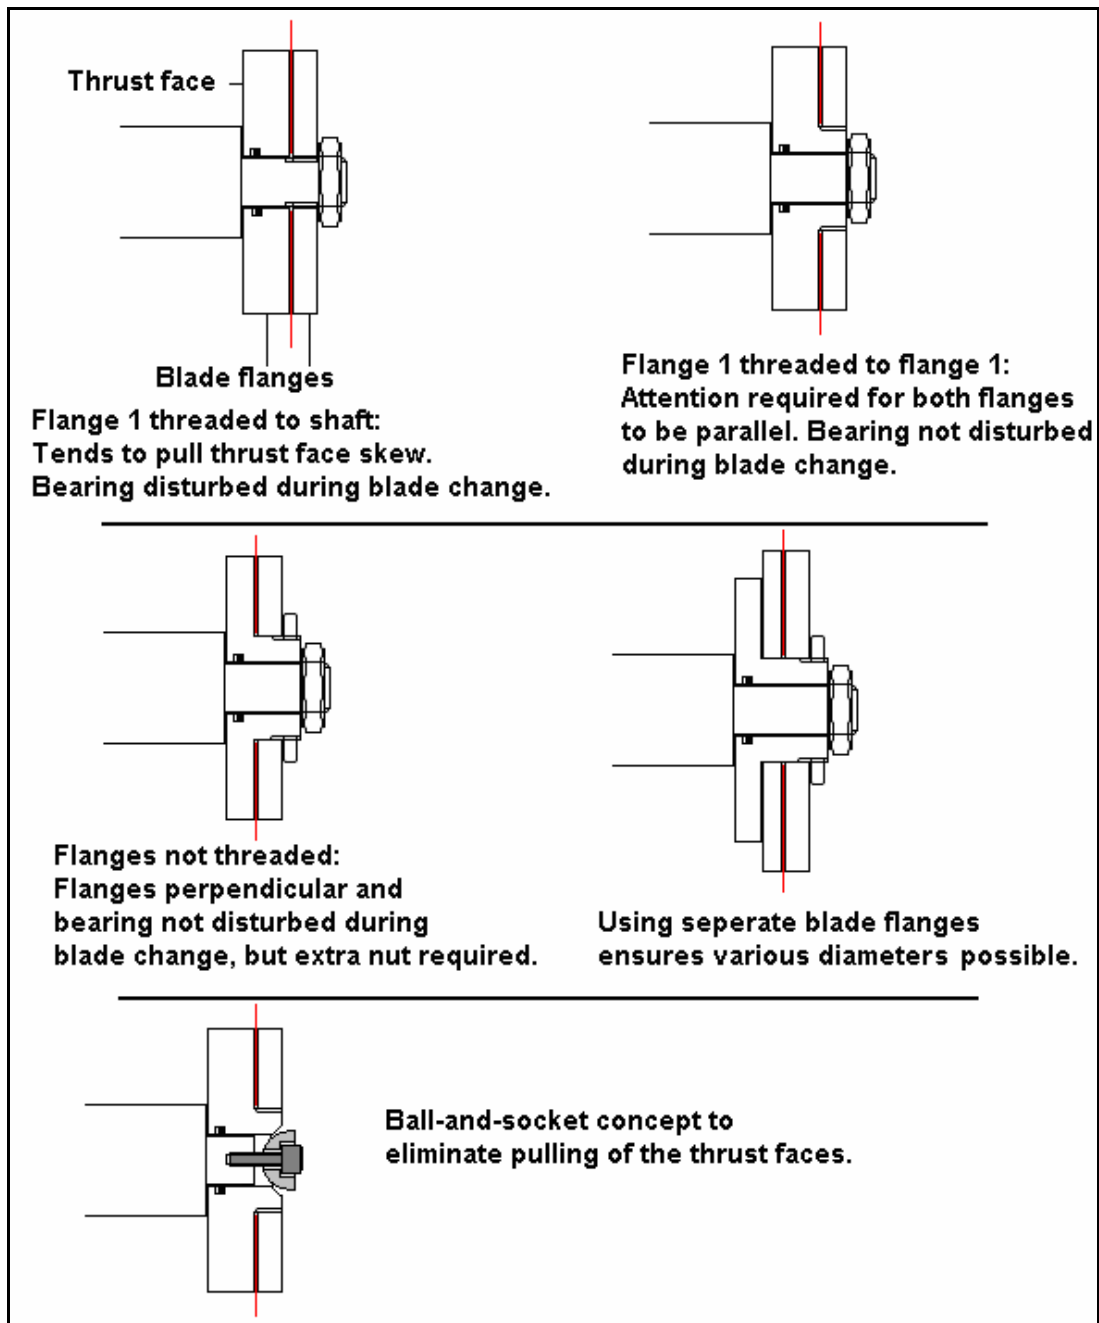 Thrust face
Blade flanges
Flange 1 threaded to shaft:
Tends to pull thrust face skew.
Bearing disturbed during blade change.
Flange 1 threaded to flange 1:
Attention required for both flanges
to be parallel. Bearing not disturbed
during blade change.
Flanges not threaded:
Flanges perpendicular and
bearing not disturbed during
blade change, but extra nut required.
Using seperate blade flanges
ensures various diameters possible.
Ball-and-socket concept to
eliminate pulling of the thrust faces.